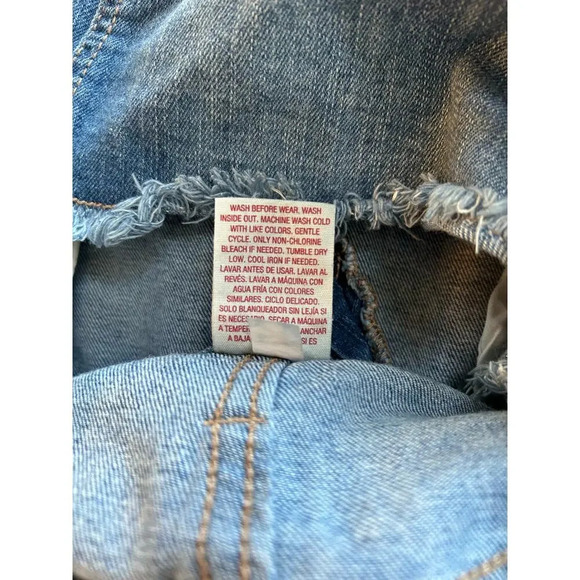 WASH BEFORE WEAR. WASH
INSIDE OUT. MACHINE WASH COLD
WITH LIKE COLORS. GENTLE
CYCLE. ONLY NON-CHLORINE
BLEACH IF NEEDED. TUMBLE DRY
LOW. COOL IRON IF NEEDED.
LAVAR ANTES DE USAR. LAVAR AL
REVÉS. LAVAR A MÁQUINA CON
AGUA FRÍA CON COLORES
SIMILARES. CICLO DELICADO.
SOLO BLANQUEADOR SIN LEJÍA SI
ES NECESARIO. SECAR A MÁQUINA
A
A SI ES